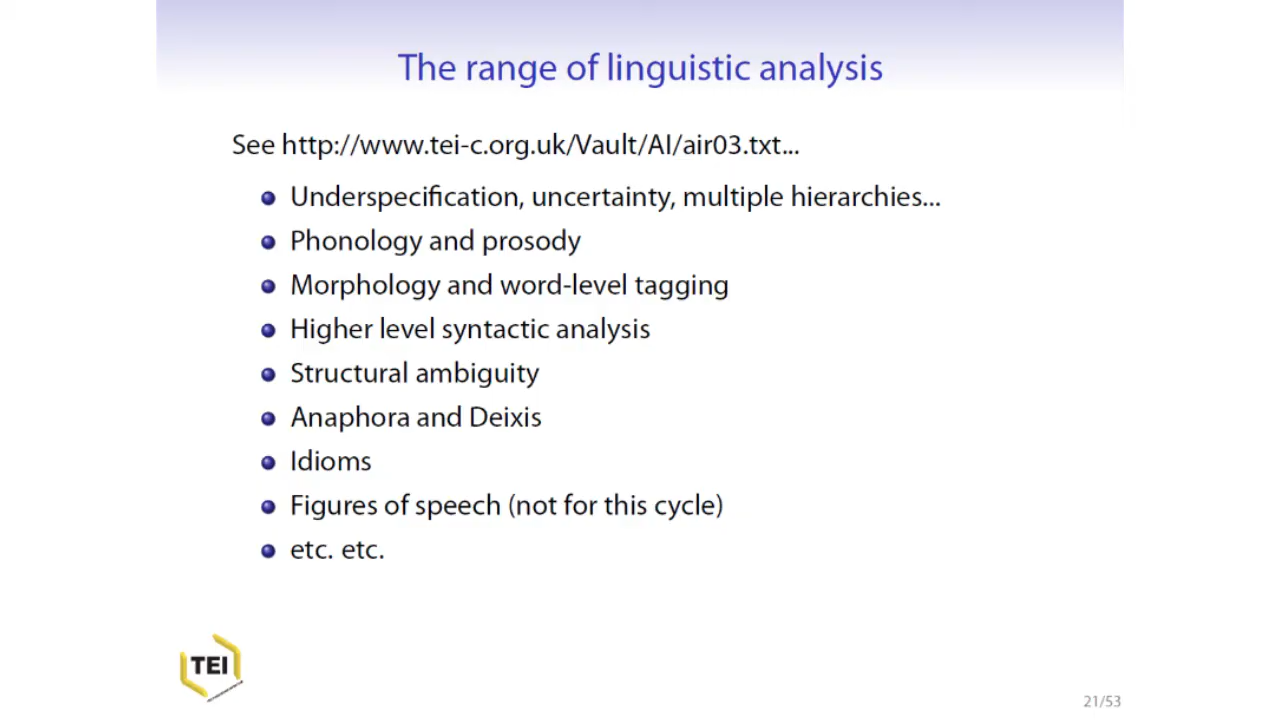 The range of linguistic analysis
See http://www.tei-c.org.uk/Vault/AI/air03.txt...
Underspecification, uncertainty, multiple hierarchies...
Phonology and prosody
Morphology and word-level tagging
Higher level syntactic analysis
Structural ambiguity
Anaphora and Deixis
Idioms
Figures of speech (not for this cycle)
etc. etc.
TEI
21/53